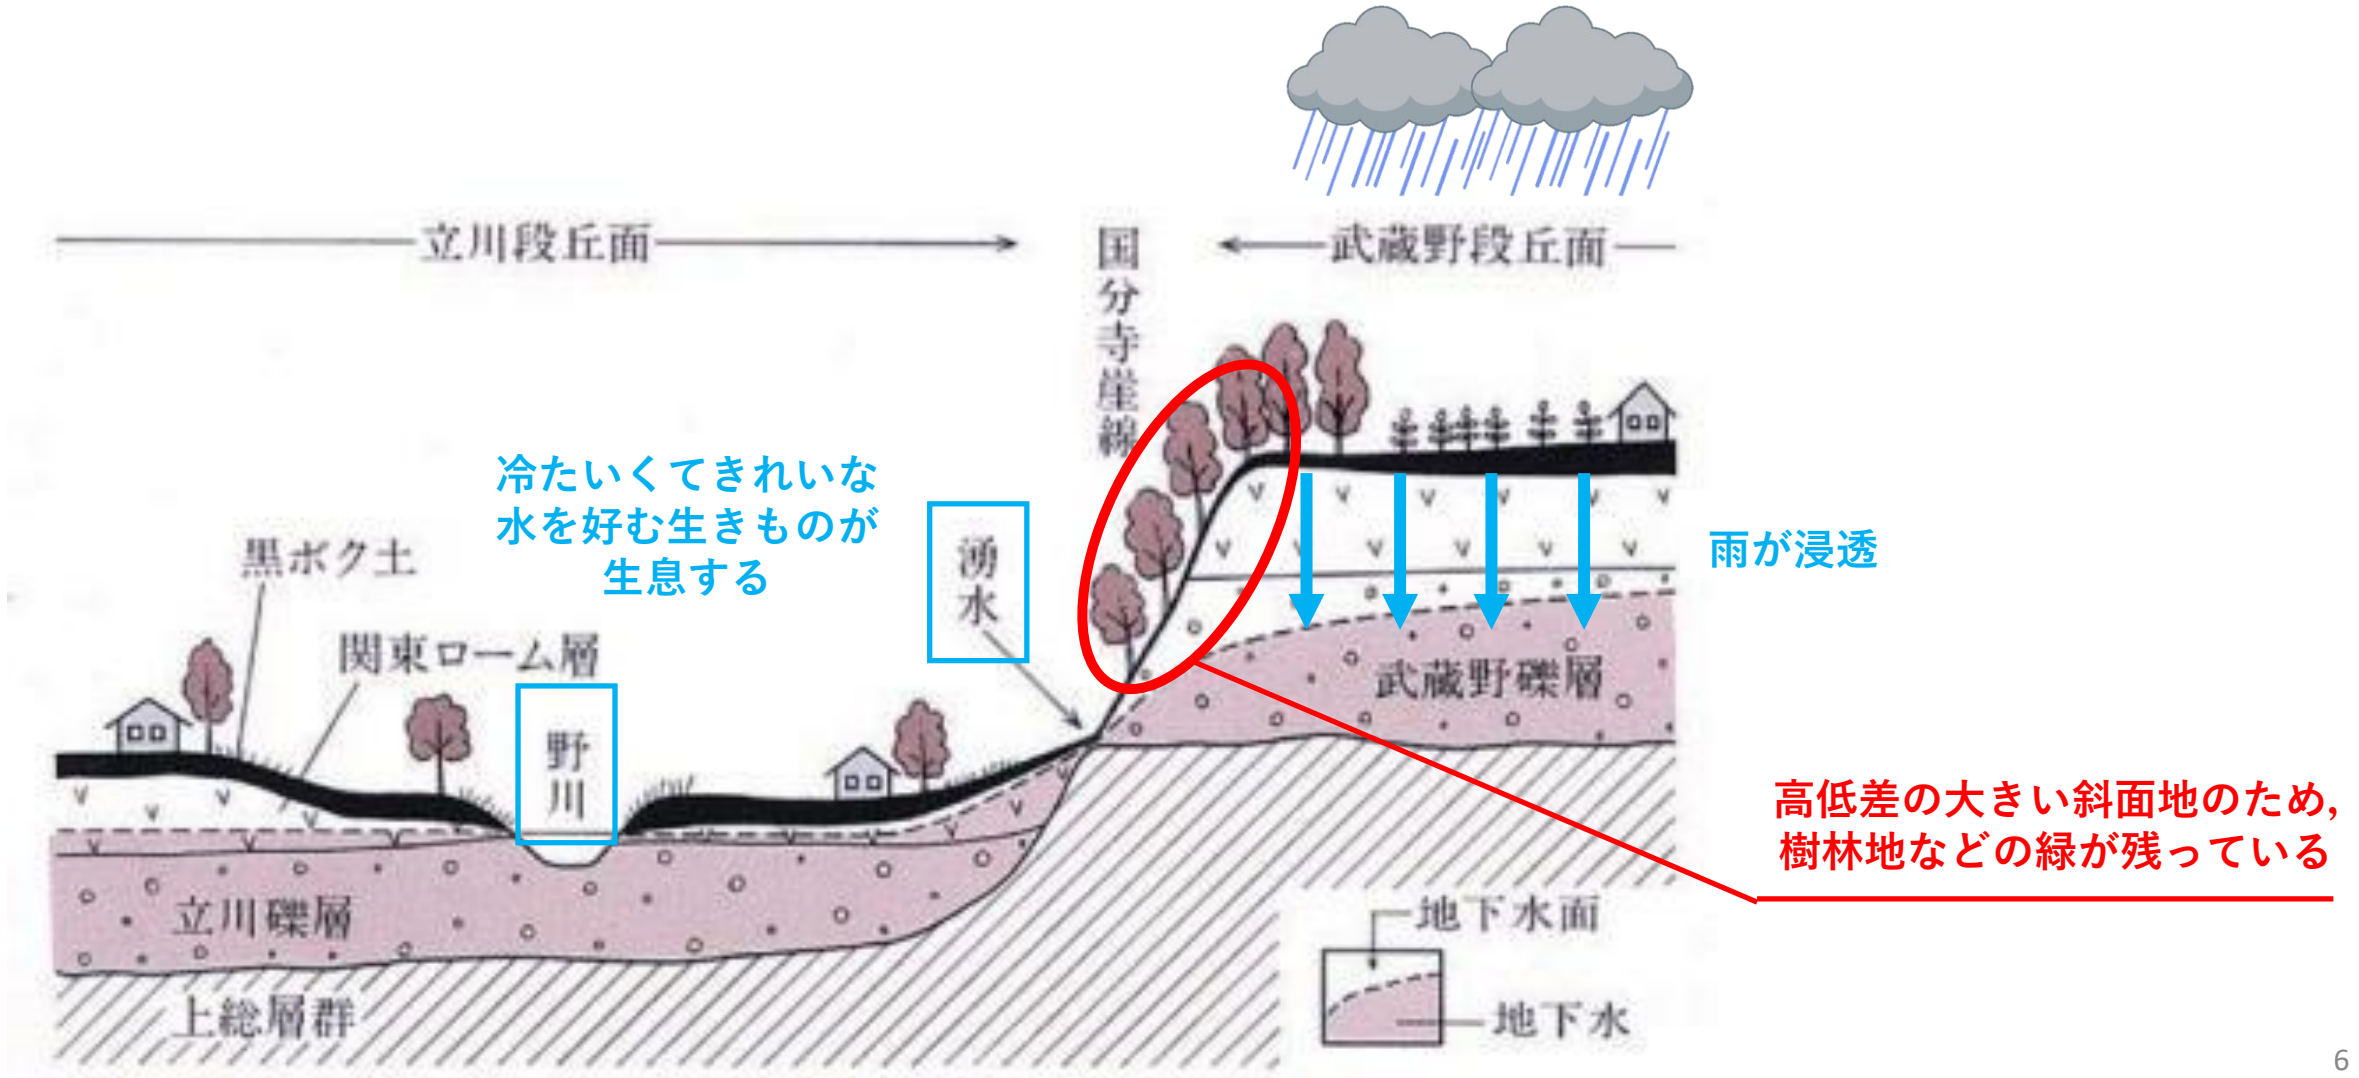 立川段丘面
国分寺崖線
武蔵野段丘面
冷たいくてきれいな
水を好む生きものが
生息する
湧水
雨が浸透
黒ボク土
関東ローム層
野川
武蔵野礫層
高低差の大きい斜面地のため,
樹林地などの緑が残っている
立川礫層
上総層群
地下水面
地下水
6